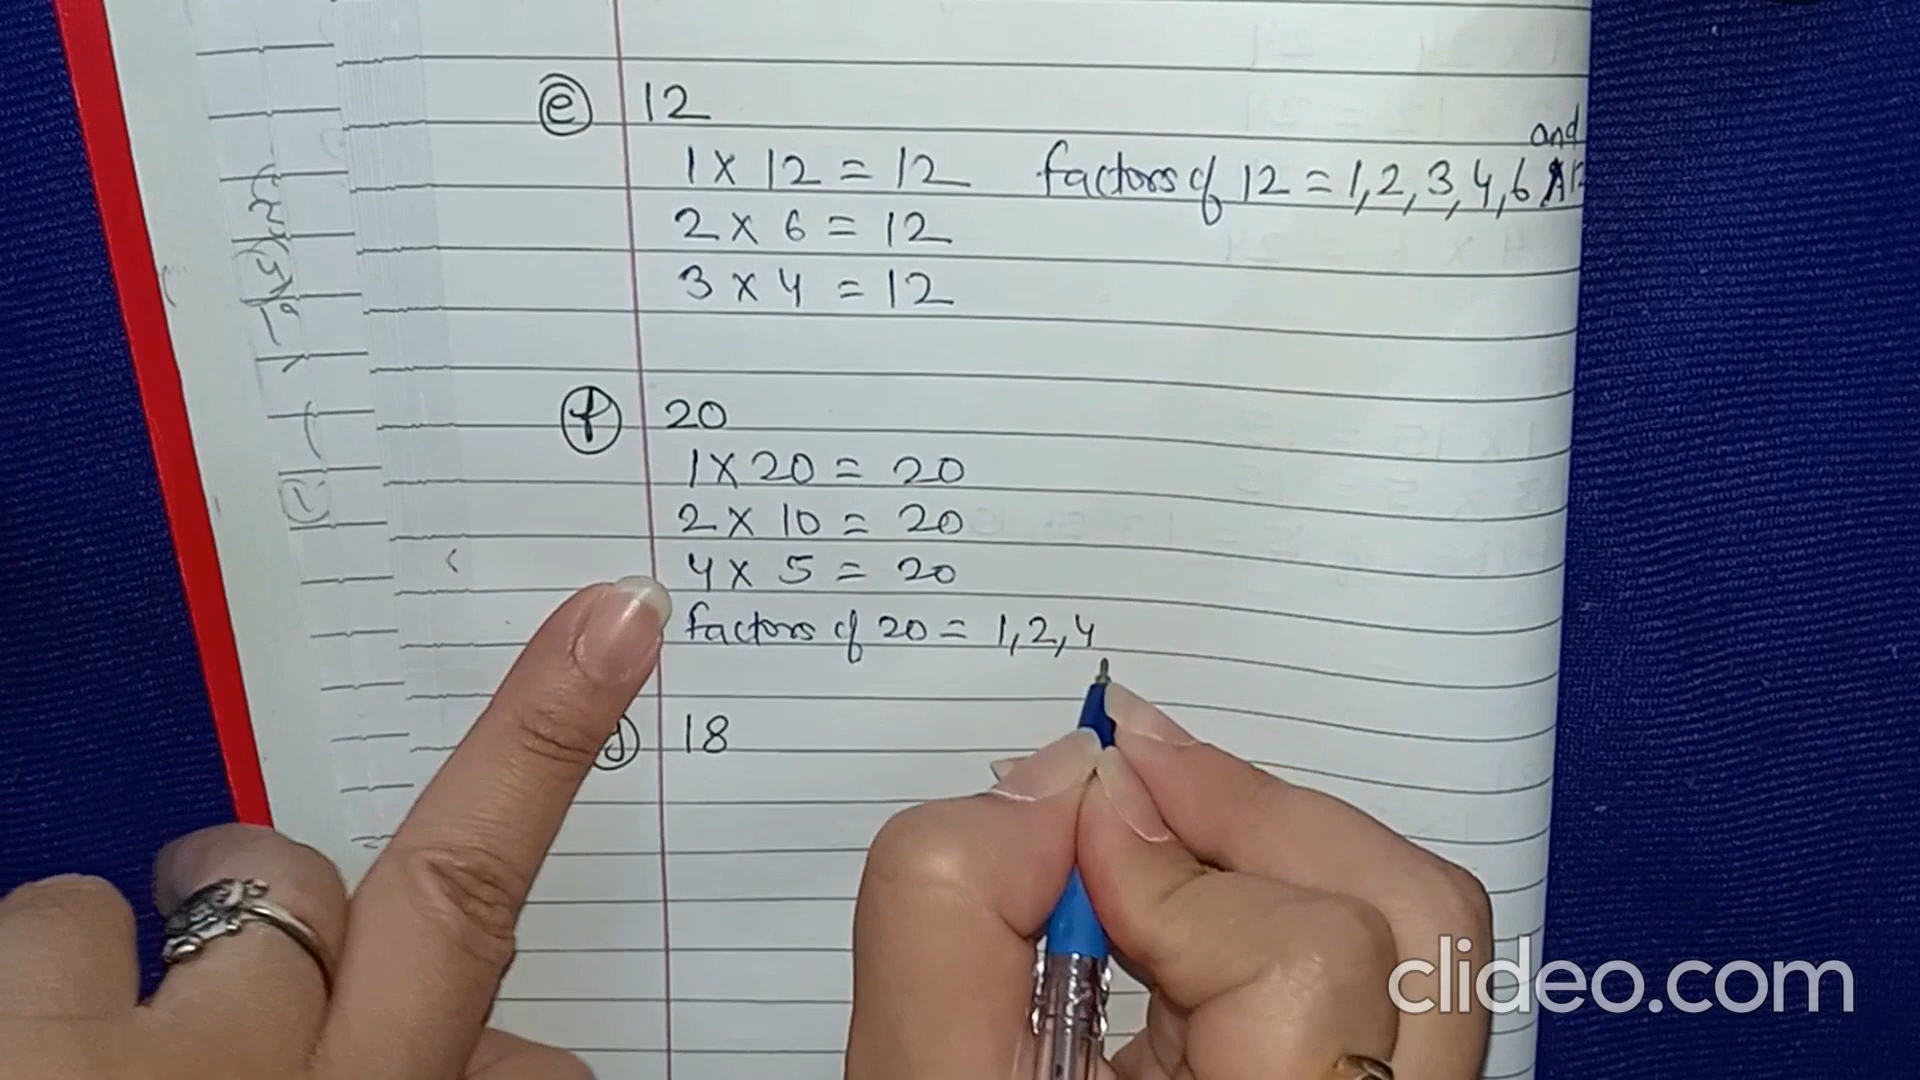 ⓔ 12
and
1 × 12 = 12 factors of 12 = 1, 2, 3, 4, 6
2 × 6 = 12
3 × 4 = 12
ⓕ 20
1 × 20 = 20
2 × 10 = 20
4 × 5 = 20
factors of 20 = 1, 2, 4
18
clideo.com